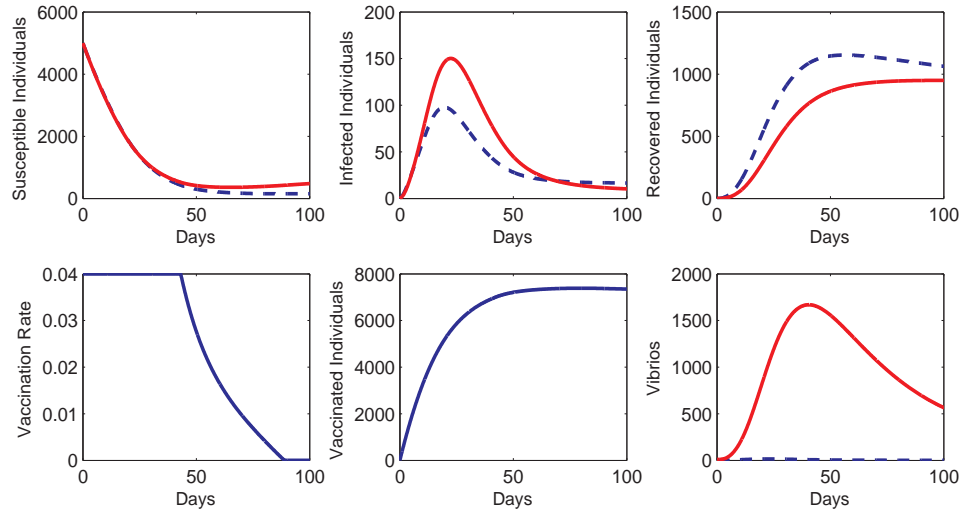 Susceptible Individuals
6000
4000
2000
0
0 50 100
Days
Infected Individuals
200
150
100
50
0
0 50 100
Days
Recovered Individuals
1500
1000
500
0
0 50 100
Days
Vaccination Rate
0.04
0.03
0.02
0.01
0
0 50 100
Days
Vaccinated Individuals
8000
6000
4000
2000
0
0 50 100
Days
Vibrios
2000
1500
1000
500
0
0 50 100
Days